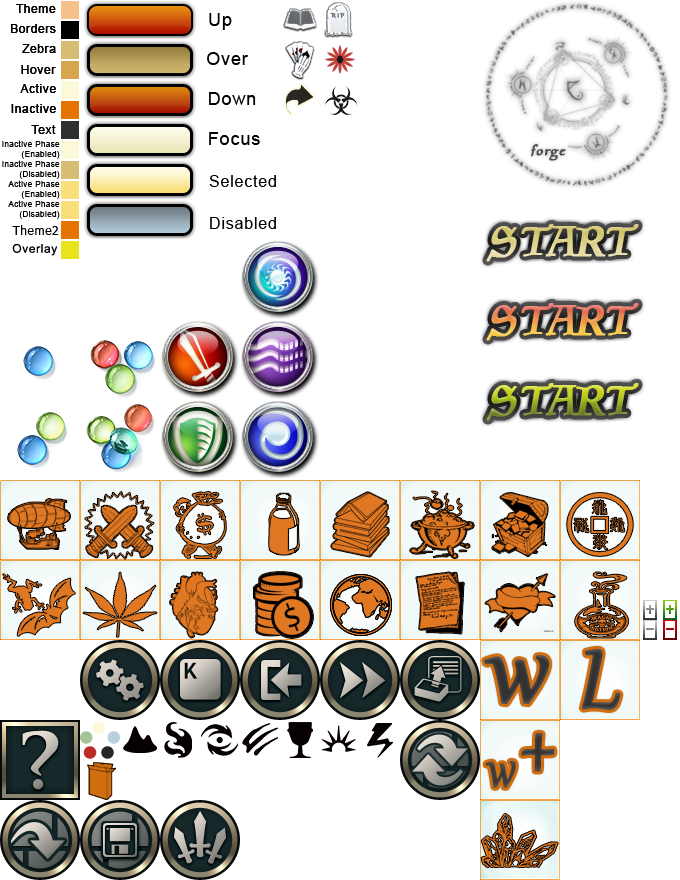 Theme
Borders
Zebra
Hover
Active
Inactive
Text
Inactive Phase
(Enabled)
Inactive Phase
(Disabled)
Active Phase
(Enabled)
Active Phase
(Disabled)
Theme2
Overlay
Up
Over
Down
Focus
Selected
Disabled
RIP
forge
START
START
START
$
$
K
W
L
?
w+